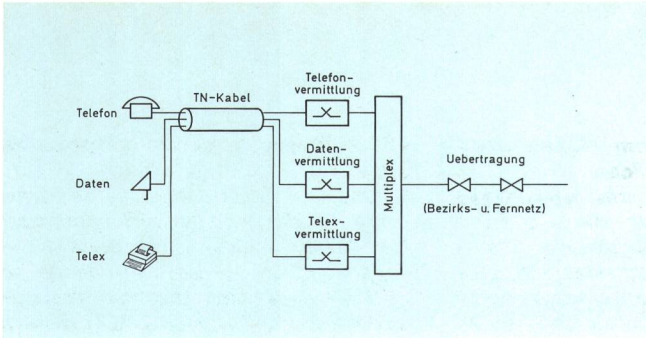 Telefon-
vermittlung
TN-Kabel
Telefon
Daten-
vermittlung
Daten
Multiplex
Uebertragung
(Bezirks- u. Fernnetz)
Telex-
vermittlung
Telex